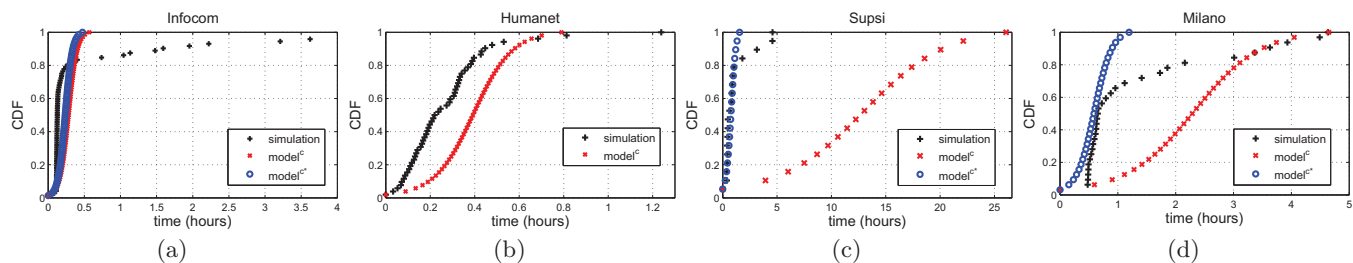 Infocom
CDF
1
0.8
0.6
0.4
0.2
0
0
0.5
1
1.5
2
2.5
3
3.5
4
simulation
model^c
model^c*
time (hours)
(a)
Humanet
CDF
1
0.8
0.6
0.4
0.2
0
0
0.2
0.4
0.6
0.8
1
1.2
simulation
model^c
time (hours)
(b)
Supsi
CDF
1
0.8
0.6
0.4
0.2
0
0
5
10
15
20
25
simulation
model^c
model^c*
time (hours)
(c)
Milano
CDF
1
0.8
0.6
0.4
0.2
0
0
1
2
3
4
5
simulation
model^c
model^c*
time (hours)
(d)